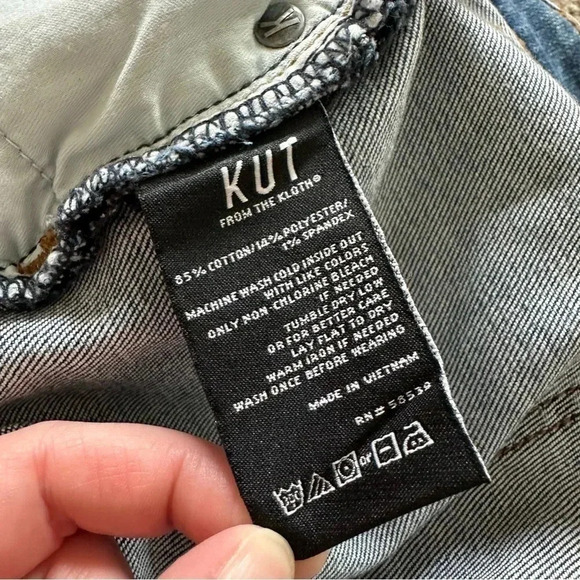 KUT
FROM THE KLOTH®
85% COTTON/14% POLYESTER/
1% SPANDEX
MACHINE WASH COLD INSIDE OUT
WITH LIKE COLORS
ONLY NON-CHLORINE BLEACH
IF NEEDED
TUMBLE DRY LOW
OR FOR BETTER CARE
LAY FLAT TO DRY
WARM IRON IF NEEDED
WASH ONCE BEFORE WEARING
MADE IN VIETNAM
RN# 58539
or